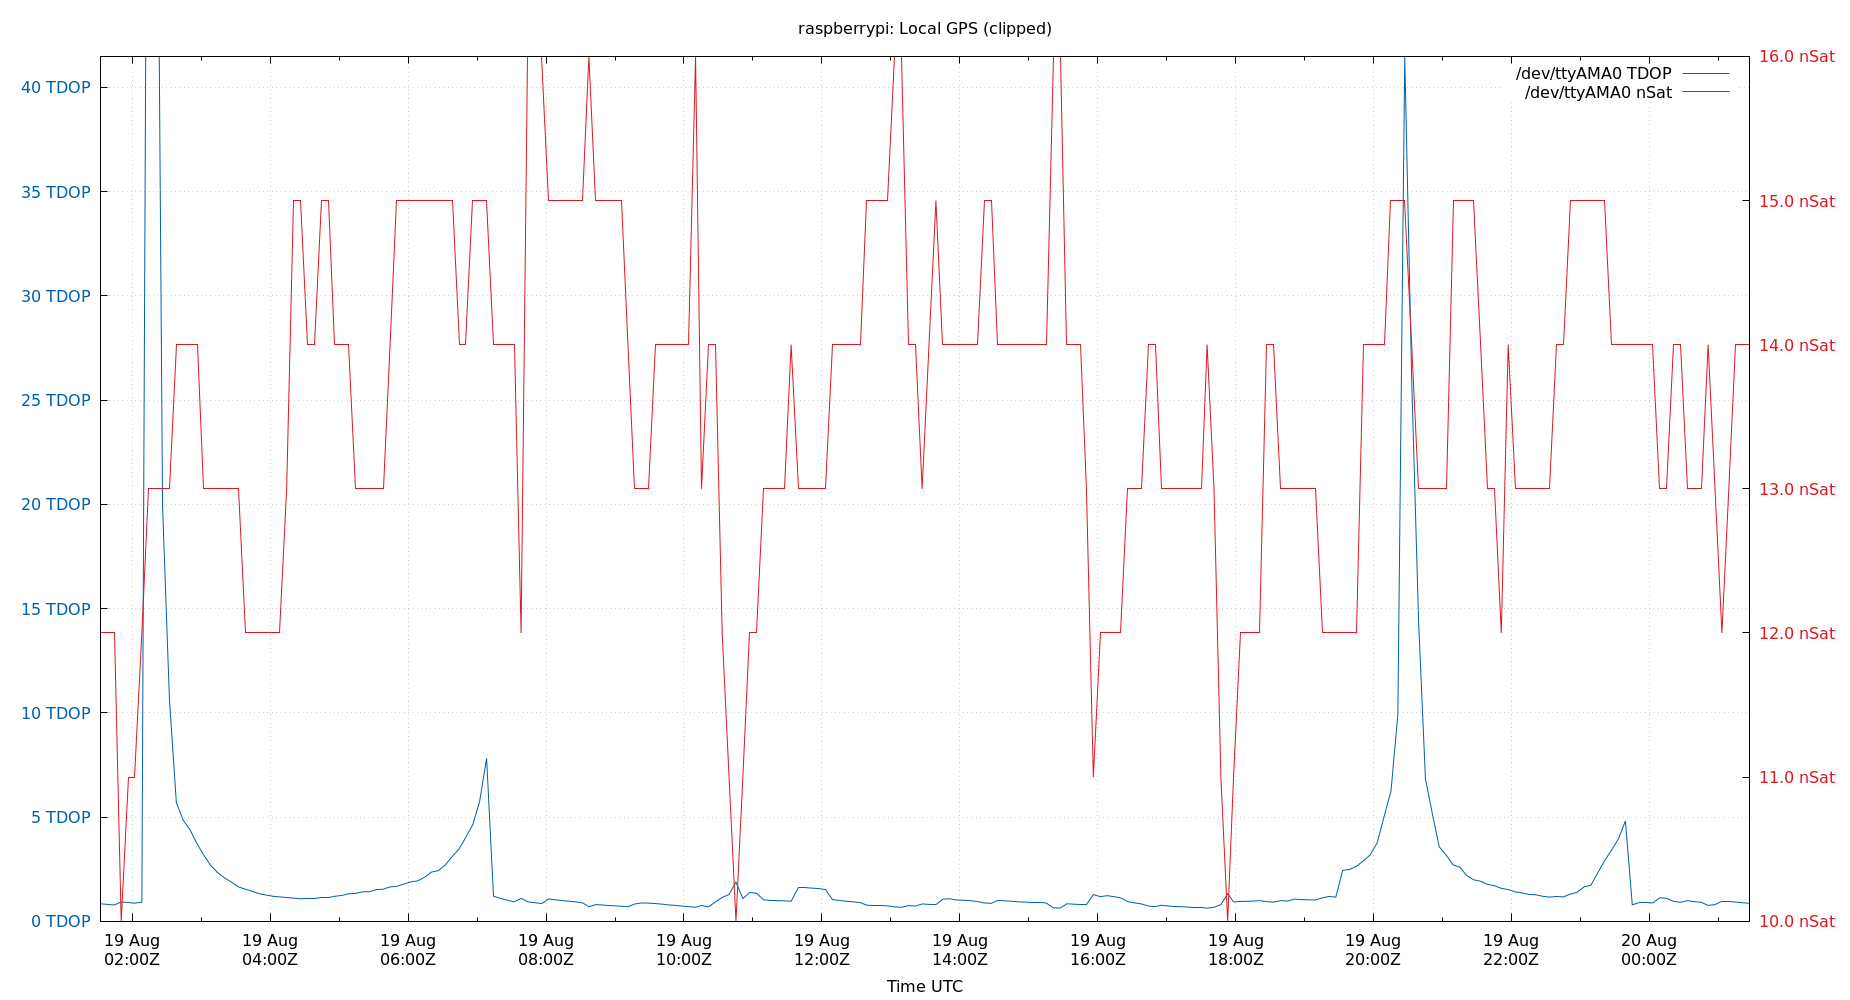 raspberrypi: Local GPS (clipped)
/dev/ttyAMA0 TDOP
/dev/ttyAMA0 nSat
40 TDOP
35 TDOP
30 TDOP
25 TDOP
20 TDOP
15 TDOP
10 TDOP
5 TDOP
0 TDOP
16.0 nSat
15.0 nSat
14.0 nSat
13.0 nSat
12.0 nSat
11.0 nSat
10.0 nSat
19 Aug
02:00Z
19 Aug
04:00Z
19 Aug
06:00Z
19 Aug
08:00Z
19 Aug
10:00Z
19 Aug
12:00Z
19 Aug
14:00Z
19 Aug
16:00Z
19 Aug
18:00Z
19 Aug
20:00Z
19 Aug
22:00Z
20 Aug
00:00Z
Time UTC